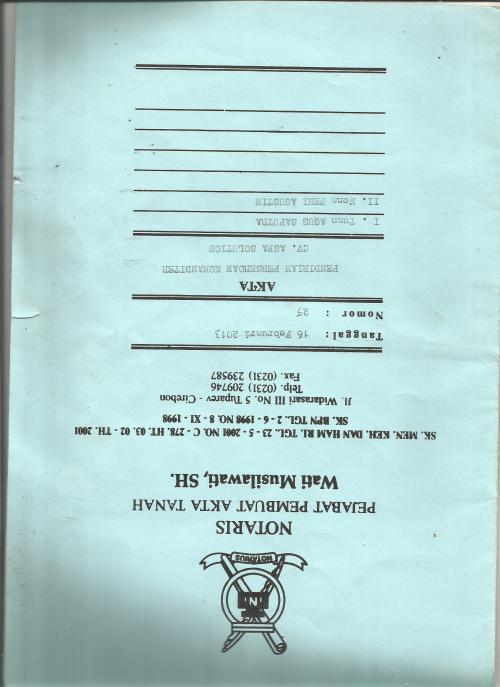 NOTARIUS
NOTARIS
PEJABAT PEMBUAT AKTA TANAH
Wati Musilawati, SH.
SK. MEN. KEH. DAN HAM RI. TGL. 23 - 5 - 2001 NO. C - 278. HT. 03. 02 - TH. 2001
SK. BPN TGL. 2 - 6 - 1998 NO. 8 - XI - 1998
Jl. Widarasari III No. 5 Tuparev - Cirebon
Telp. (0231) 209746
Fax. (0231) 239587
Tanggal : 16 Februari 2013
Nomor : 25
AKTA
PENDIRIAN PERSEROAN KOMANDITER
CV. ASPA SOLUTION
I. Tuan AGUS SAPUTRA
II. Nona FENI AGUSTIN